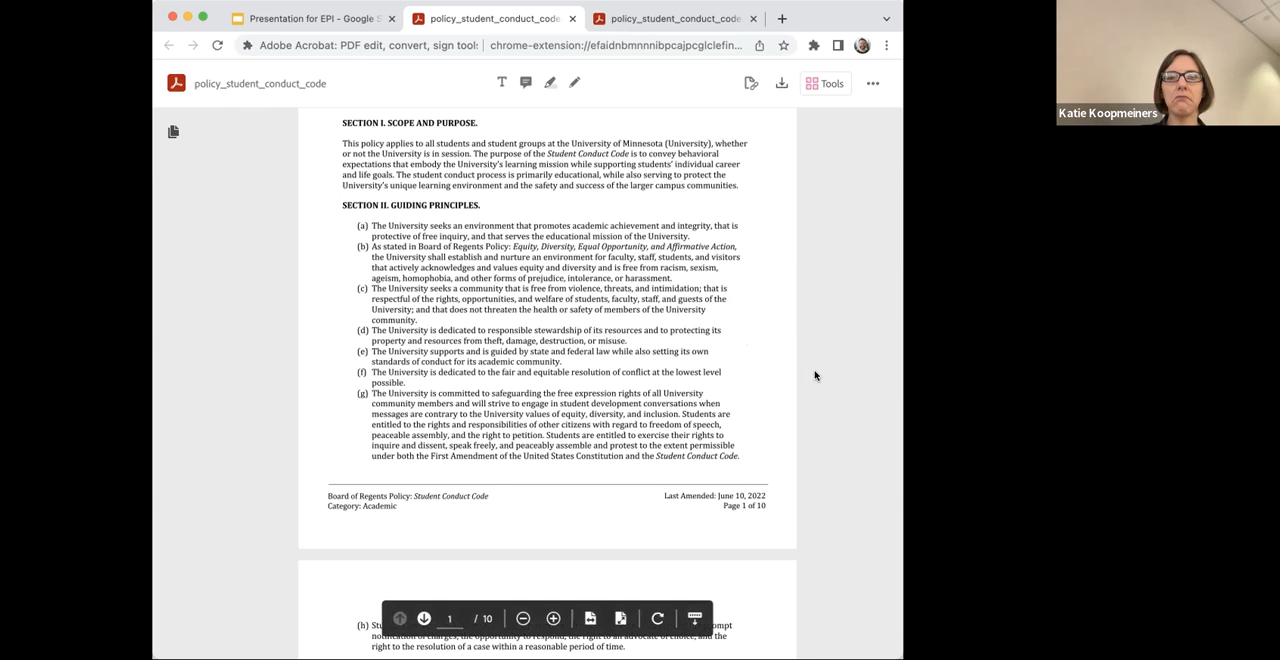 Presentation for EPI - Google S
policy_student_conduct_code
policy_student_conduct_code
Adobe Acrobat: PDF edit, convert, sign tools
chrome-extension://efaidnbmnnnibpcajpcglclefin...
policy_student_conduct_code
Tools
SECTION I. SCOPE AND PURPOSE.
This policy applies to all students and student groups at the University of Minnesota (University), whether
or not the University is in session. The purpose of the Student Conduct Code is to convey behavioral
expectations that embody the University's learning mission while supporting students' individual career
and life goals. The student conduct process is primarily educational, while also serving to protect the
University's unique learning environment and the safety and success of the larger campus communities.
SECTION II. GUIDING PRINCIPLES.
(a) The University seeks an environment that promotes academic achievement and integrity, that is
protective of free inquiry, and that serves the educational mission of the University.
(b) As stated in Board of Regents Policy: Equity, Diversity, Equal Opportunity, and Affirmative Action,
the University shall establish and nurture an environment for faculty, staff, students, and visitors
that actively acknowledges and values equity and diversity and is free from racism, sexism,
ageism, homophobia, and other forms of prejudice, intolerance, or harassment.
(c) The University seeks a community that is free from violence, threats, and intimidation; that is
respectful of the rights, opportunities, and welfare of students, faculty, staff, and guests of the
University; and that does not threaten the health or safety of members of the University
community.
(d) The University is dedicated to responsible stewardship of its resources and to protecting its
property and resources from theft, damage, destruction, or misuse.
(e) The University supports and is guided by state and federal law while also setting its own
standards of conduct for its academic community.
(f) The University is dedicated to the fair and equitable resolution of conflict at the lowest level
possible.
(g) The University is committed to safeguarding the free expression rights of all University
community members and will strive to engage in student development conversations when
messages are contrary to the University values of equity, diversity, and inclusion. Students are
entitled to the rights and responsibilities of other citizens with regard to freedom of speech,
peaceable assembly, and the right to petition. Students are entitled to exercise their rights to
inquire and dissent, speak freely, and peaceably assemble and protest to the extent permissible
under both the First Amendment of the United States Constitution and the Student Conduct Code.
Board of Regents Policy: Student Conduct Code
Category: Academic
Last Amended: June 10, 2022
Page 1 of 10
1 / 10
(h)
right to the resolution of a case within a reasonable period of time.
Katie Koopmeiners